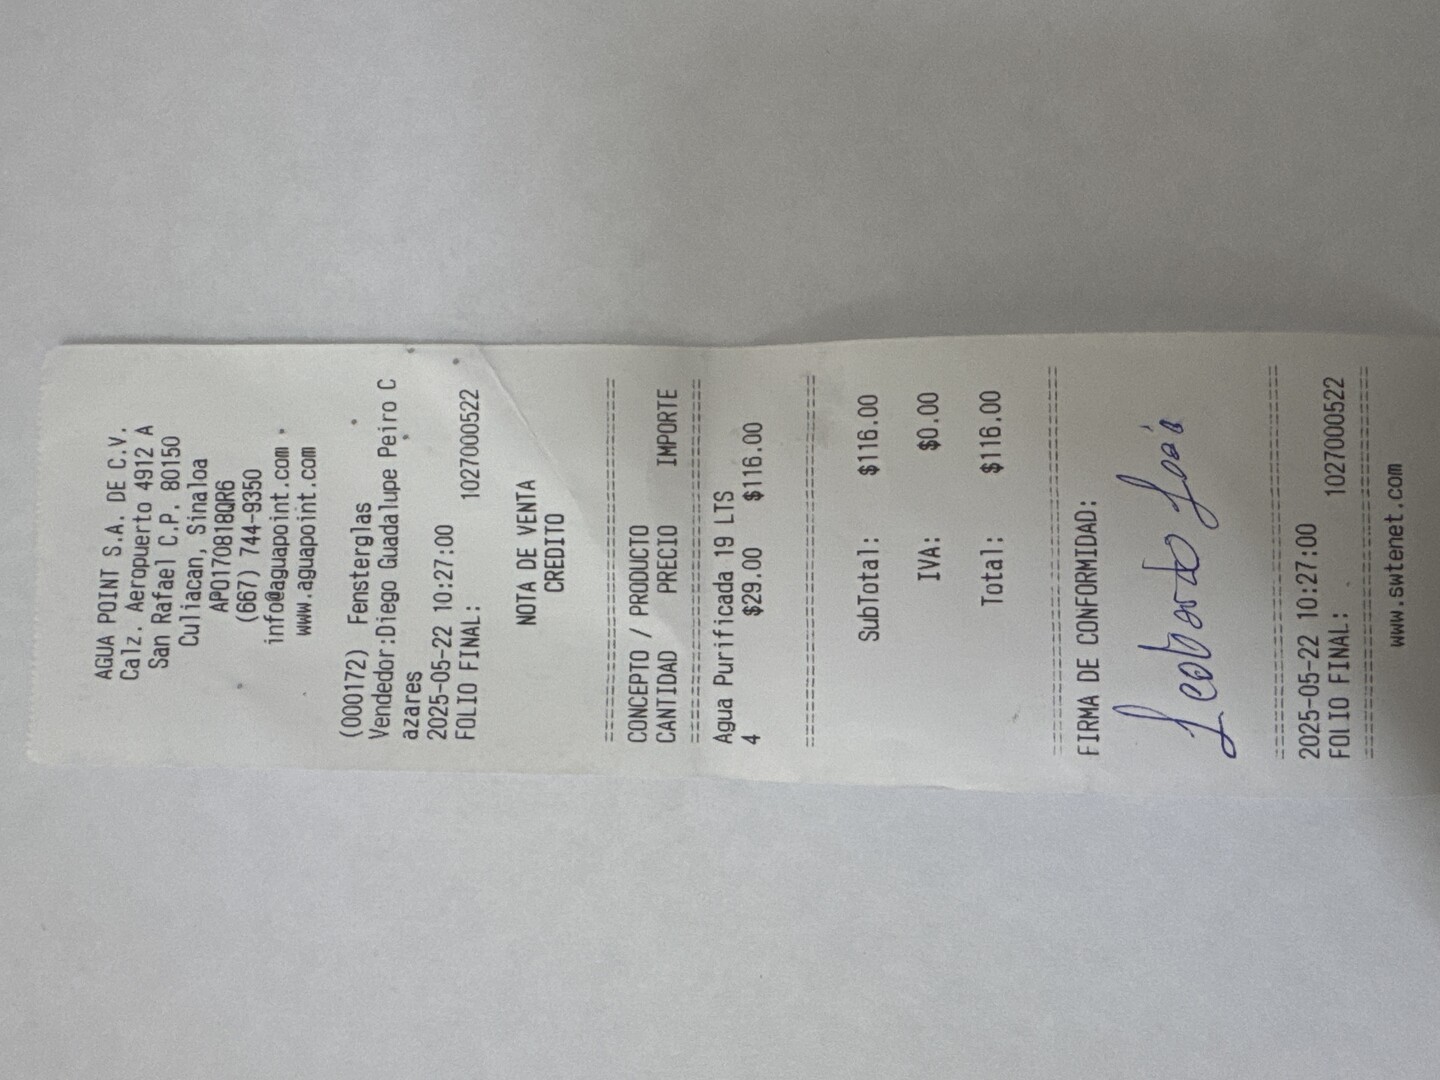 AGUA POINT S.A. DE C.V.
Calz. Aeropuerto 4912 A
San Rafael C.P. 80150
Culiacan, Sinaloa
APO170818QR6
(667) 744-9350
info@aguapoint.com
www.aguapoint.com
(000172) Fensterglas
Vendedor:Diego Guadalupe Peiro C
azares
2025-05-22 10:27:00
FOLIO FINAL: 1027000522
NOTA DE VENTA
CREDITO
CONCEPTO / PRODUCTO
CANTIDAD PRECIO IMPORTE
Agua Purificada 19 LTS
4 $29.00 $116.00
SubTotal: $116.00
IVA: $0.00
Total: $116.00
FIRMA DE CONFORMIDAD:
Leobardo
2025-05-22 10:27:00
FOLIO FINAL: 1027000522
www.swtenet.com